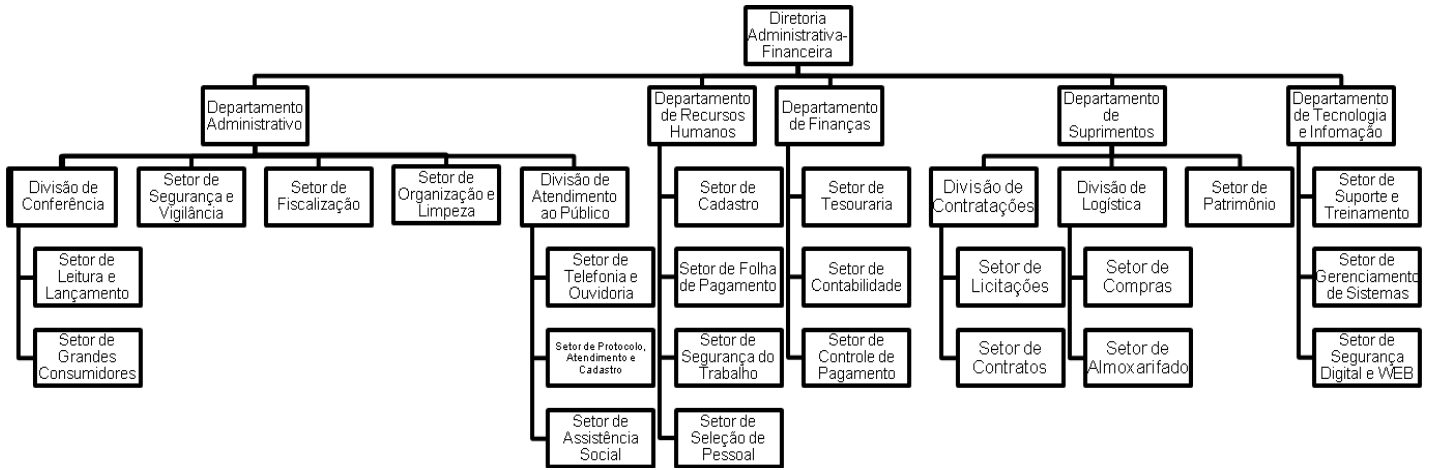 Diretoria
Administrativa-
Financeira
Departamento
Administrativo
Departamento
de Recursos
Humanos
Departamento
de Finanças
Departamento
de
Suprimentos
Departamento
de Tecnologia
e Infomação
Divisão de
Conferência
Setor de
Segurança e
Vigilância
Setor de
Fiscalização
Setor de
Organização e
Limpeza
Divisão de
Atendimento
ao Público
Setor de
Cadastro
Setor de
Tesouraria
Divisão de
Contratações
Divisão de
Logística
Setor de
Patrimônio
Setor de
Suporte e
Treinamento
Setor de
Leitura e
Lançamento
Setor de
Telefonia e
Ouvidoria
Setor de Folha
de Pagamento
Setor de
Contabilidade
Setor de
Licitações
Setor de
Compras
Setor de
Gerenciamento
de Sistemas
Setor de
Grandes
Consumidores
Setor de Protocolo,
Atendimento e
Cadastro
Setor de
Segurança do
Trabalho
Setor de
Controle de
Pagamento
Setor de
Contratos
Setor de
Almoxarifado
Setor de
Segurança
Digital e WEB
Setor de
Assistência
Social
Setor de
Seleção de
Pessoal